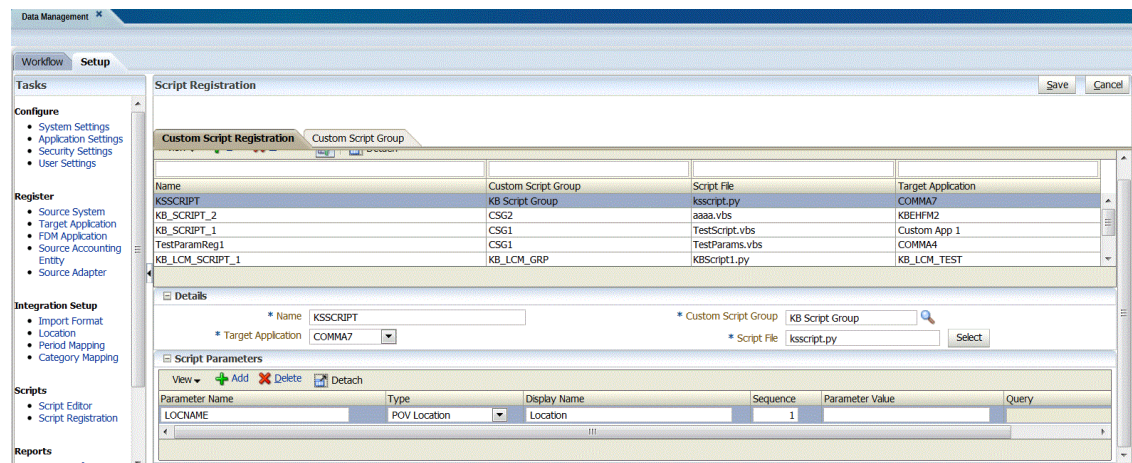 Data Management
Workflow Setup
Tasks
Script Registration
Save Cancel
Configure
System Settings
Application Settings
Security Settings
User Settings
Register
Source System
Target Application
FDM Application
Source Accounting
Entity
Source Adapter
Integration Setup
Import Format
Location
Period Mapping
Category Mapping
Scripts
Script Editor
Script Registration
Reports
Custom Script Registration Custom Script Group
Detach
Name Custom Script Group Script File Target Application
KSSCRIPT KB Script Group ksscript.py COMMA7
KB_SCRIPT_2 CSG2 aaaa.vbs KBEHFM2
KB_SCRIPT_1 CSG1 TestScript.vbs Custom App 1
TestParamReg1 CSG1 TestParams.vbs COMMA4
KB_LCM_SCRIPT_1 KB_LCM_GRP KBScript1.py KB_LCM_TEST
Details
* Name KSSCRIPT * Custom Script Group KB Script Group
* Target Application COMMA7 * Script File ksscript.py Select
Script Parameters
View Add Delete Detach
Parameter Name Type Display Name Sequence Parameter Value Query
LOCNAME POV Location Location 1